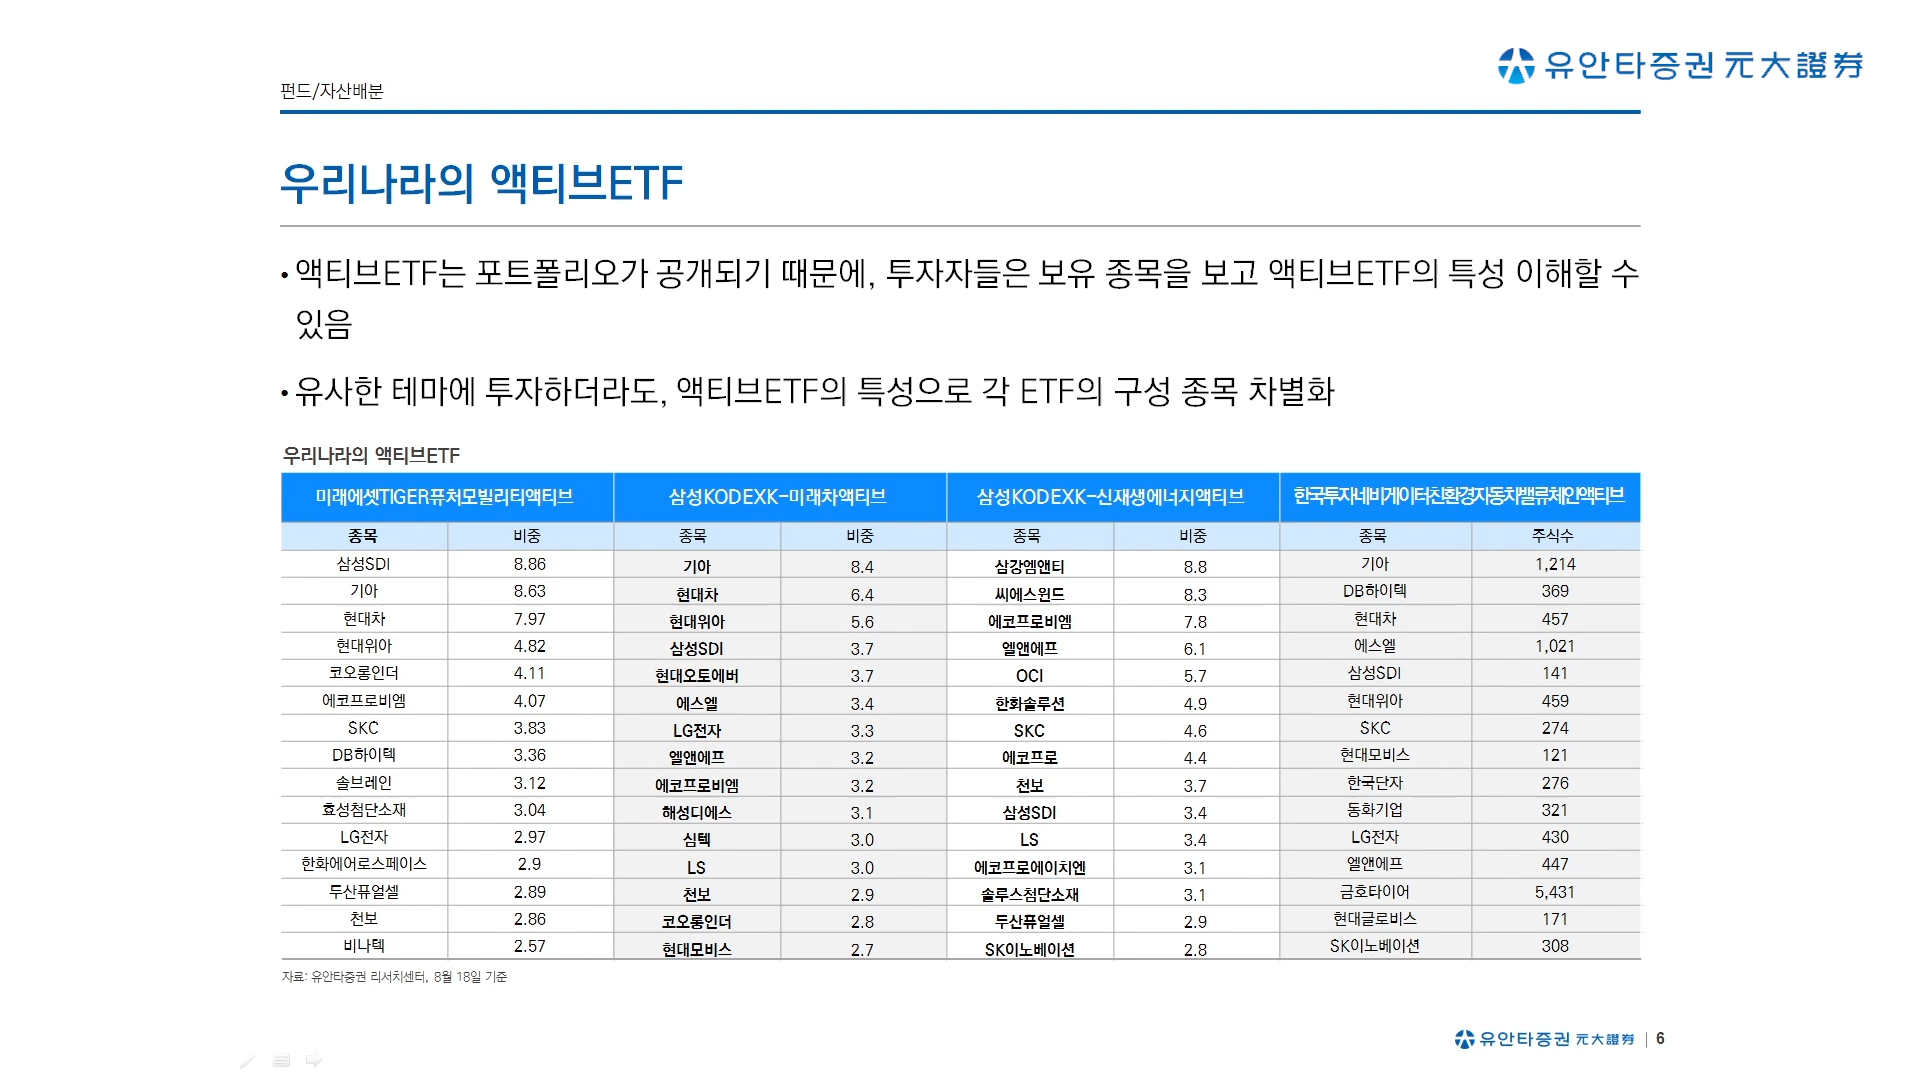 유안타증권 元大證券
펀드/자산배분
우리나라의 액티브ETF
• 액티브ETF는 포트폴리오가 공개되기 때문에, 투자자들은 보유 종목을 보고 액티브ETF의 특성 이해할 수
있음
• 유사한 테마에 투자하더라도, 액티브ETF의 특성으로 각 ETF의 구성 종목 차별화
우리나라의 액티브ETF
미래에셋TIGER퓨처모빌리티액티브 삼성KODEXK-미래차액티브 삼성KODEXK-신재생에너지액티브 한국투자네비게이터친환경자동차밸류체인액티브
종목 비중 종목 비중 종목 비중 종목 주식수
삼성SDI 8.86 기아 8.4 삼강엠앤티 8.8 기아 1,214
기아 8.63 현대차 6.4 씨에스윈드 8.3 DB하이텍 369
현대차 7.97 현대위아 5.6 에코프로비엠 7.8 현대차 457
현대위아 4.82 삼성SDI 3.7 엘앤에프 6.1 에스엘 1,021
코오롱인더 4.11 현대오토에버 3.7 OCI 5.7 삼성SDI 141
에코프로비엠 4.07 에스엘 3.4 한화솔루션 4.9 현대위아 459
SKC 3.83 LG전자 3.3 SKC 4.6 SKC 274
DB하이텍 3.36 엘앤에프 3.2 에코프로 4.4 현대모비스 121
솔브레인 3.12 에코프로비엠 3.2 천보 3.7 한국단자 276
효성첨단소재 3.04 해성디에스 3.1 삼성SDI 3.4 동화기업 321
LG전자 2.97 심텍 3.0 LS 3.4 LG전자 430
한화에어로스페이스 2.9 LS 3.0 에코프로에이치엔 3.1 엘앤에프 447
두산퓨얼셀 2.89 천보 2.9 솔루스첨단소재 3.1 금호타이어 5,431
천보 2.86 코오롱인더 2.8 두산퓨얼셀 2.9 현대글로비스 171
비나텍 2.57 현대모비스 2.7 SK이노베이션 2.8 SK이노베이션 308
자료: 유안타증권 리서치센터, 8월 18일 기준
유안타증권 元大證券 | 6